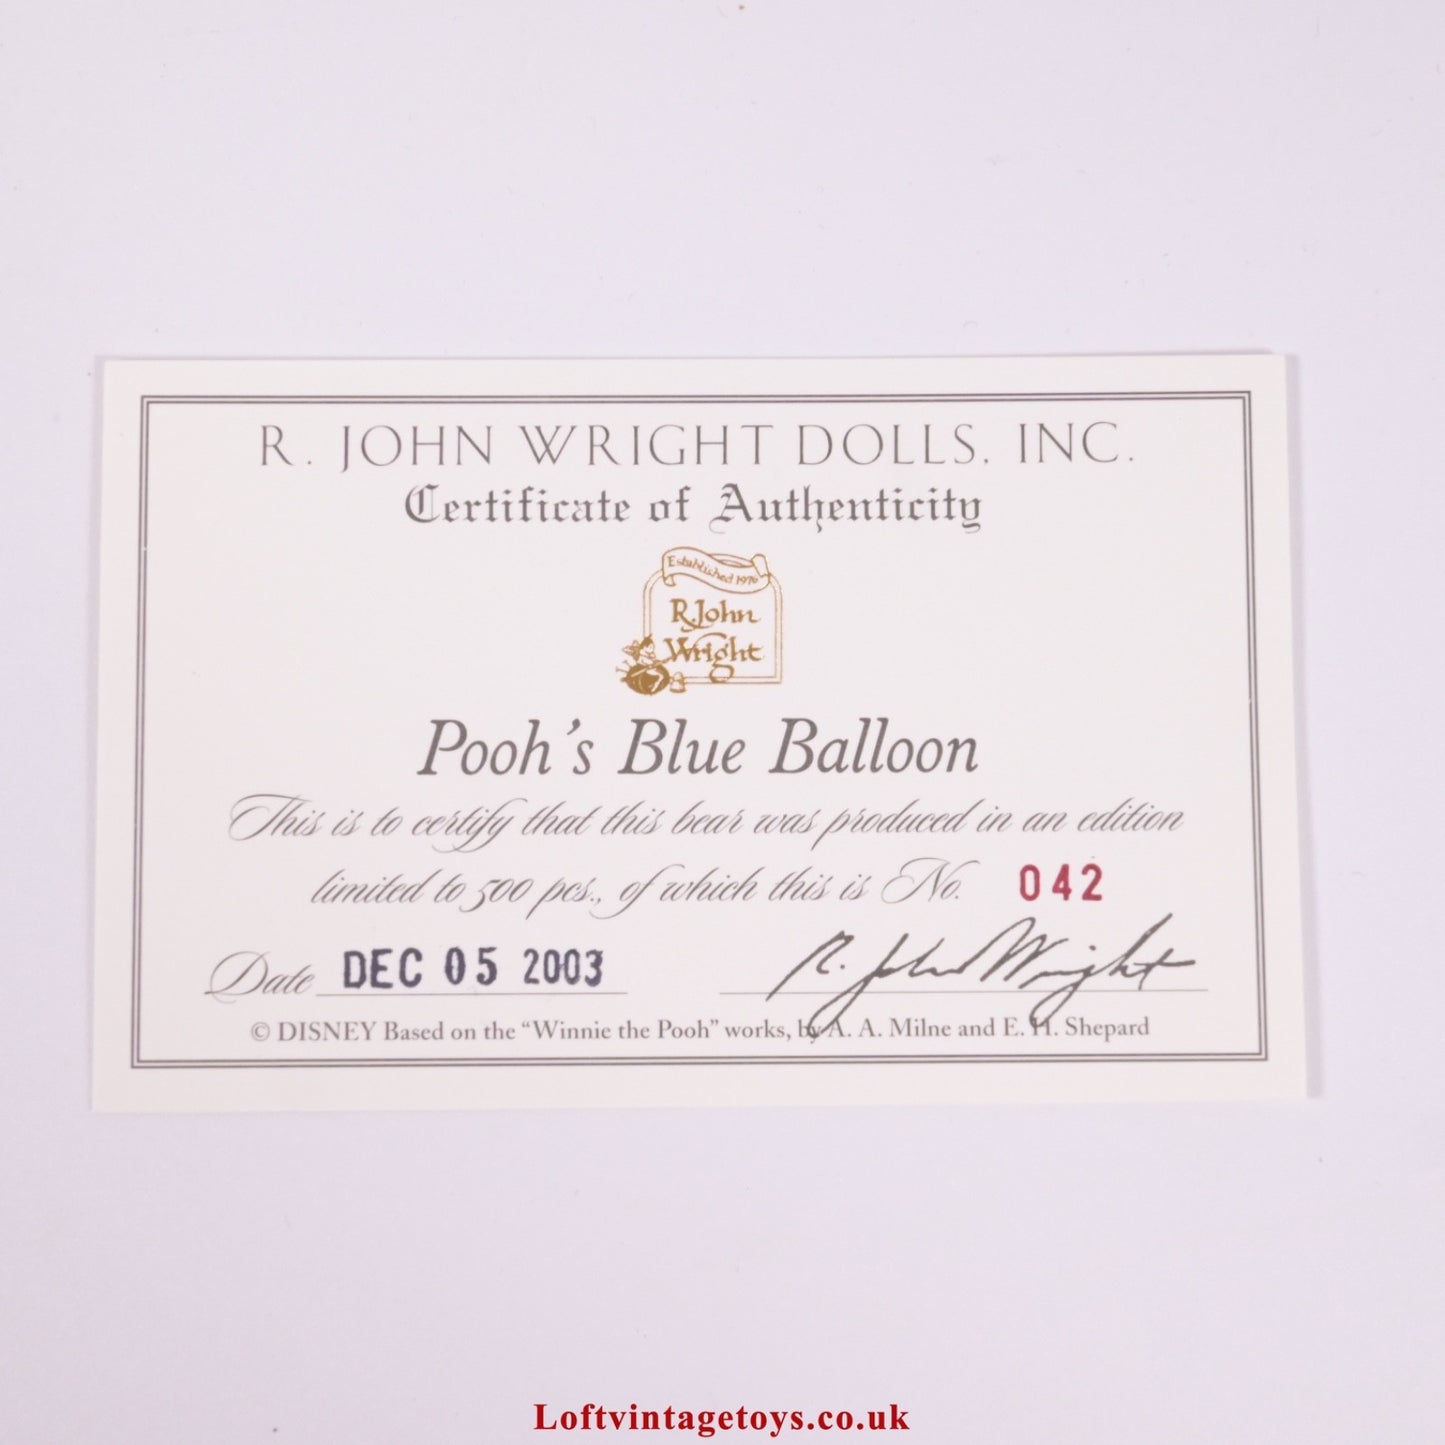 R. JOHN WRIGHT DOLLS, INC.
Certificate of Authenticity
Established 1976
R. John
Wright
Pooh's Blue Balloon
This is to certify that this bear was produced in an edition
limited to 500 pcs., of which this is No. 042
Date DEC 05 2003 R. John Wright
© DISNEY Based on the “Winnie the Pooh” works, by A. A. Milne and E. H. Shepard
Loftvintagetoys.co.uk